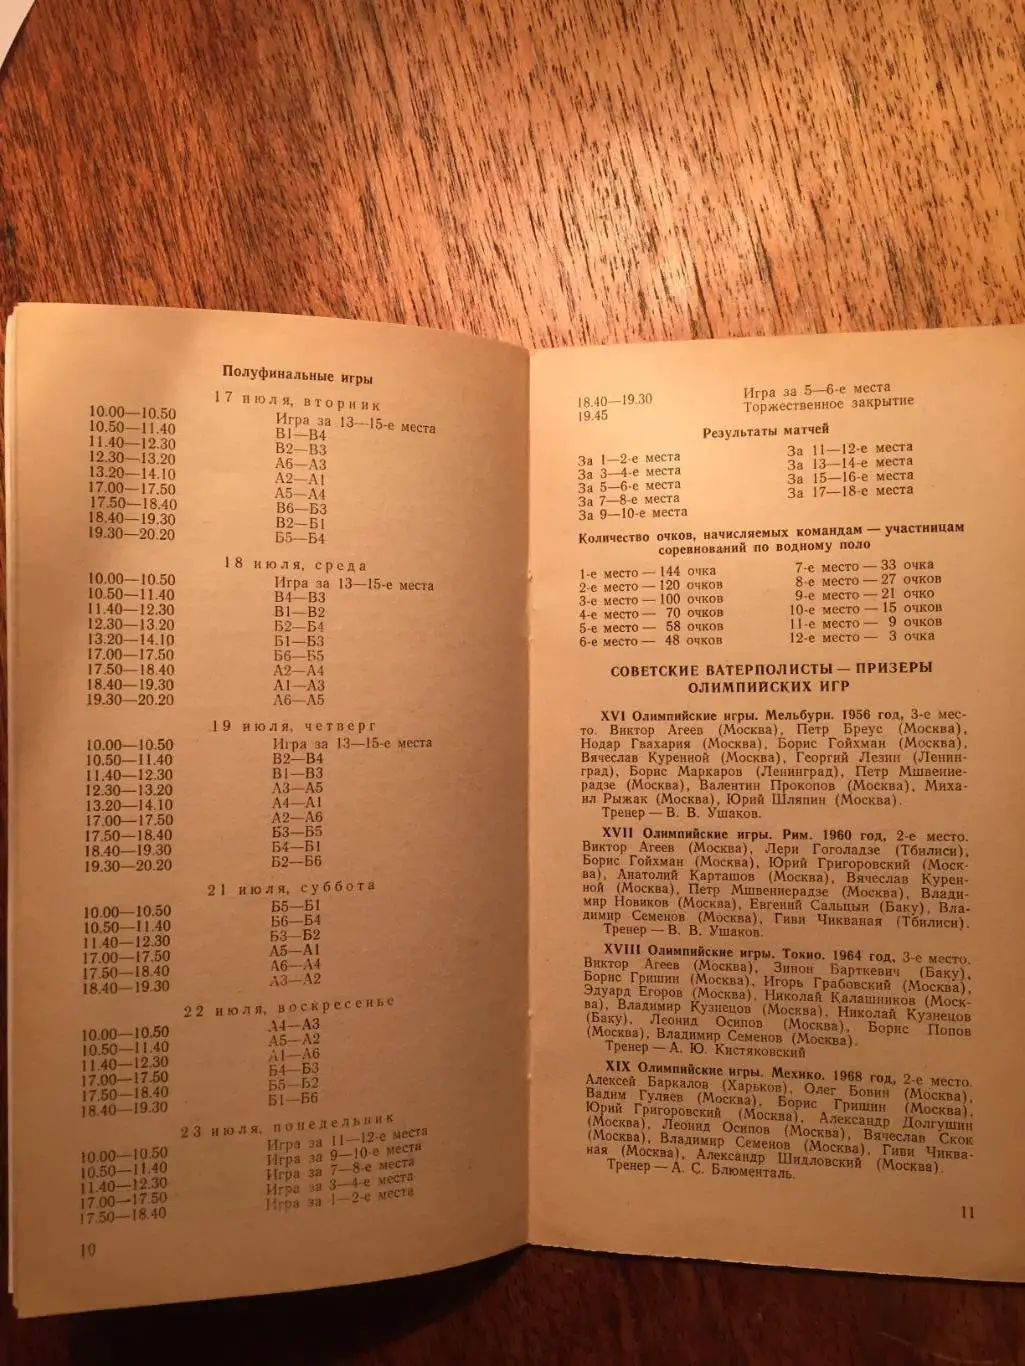 Полуфинальные игры
17 июля, вторник
10.00—10.50 Игра за 13—15-е места
10.50—11.40 В1—В4
11.40—12.30 В2—В3
12.30—13.20 А6—А3
13.20—14.10 А2—А1
17.00—17.50 А5—А4
17.50—18.40 В6—Б3
18.40—19.30 В2—Б1
19.30—20.20 Б5—Б4
18 июля, среда
10.00—10.50 Игра за 13—15-е места
10.50—11.40 В4—В3
11.40—12.30 В1—В2
12.30—13.20 Б2—Б4
13.20—14.10 Б1—Б3
17.00—17.50 Б6—Б5
17.50—18.40 А2—А4
18.40—19.30 А1—А3
19.30—20.20 А6—А5
19 июля, четверг
10.00—10.50 Игра за 13—15-е места
10.50—11.40 В2—В4
11.40—12.30 В1—В3
12.30—13.20 А3—А5
13.20—14.10 А4—А1
17.00—17.50 А2—А6
17.50—18.40 Б3—Б5
18.40—19.30 Б4—Б1
19.30—20.20 Б2—Б6
21 июля, суббота
10.00—10.50 Б5—Б1
10.50—11.40 Б6—Б4
11.40—12.30 Б3—Б2
17.00—17.50 А5—А1
17.50—18.40 А6—А4
18.40—19.30 А3—А2
22 июля, воскресенье
10.00—10.50 А4—А3
10.50—11.40 А5—А2
11.40—12.30 А1—А6
17.00—17.50 Б4—Б3
17.50—18.40 Б5—Б2
18.40—19.30 Б1—Б6
23 июля, понедельник
10.00—10.50 Игра за 11—12-е места
10.50—11.40 Игра за 9—10-е места
11.40—12.30 Игра за 7—8-е места
17.00—17.50 Игра за 3—4-е места
17.50—18.40 Игра за 1—2-е места
10
18.40—19.30 Игра за 5—6-е места
19.45 Торжественное закрытие
Результаты матчей
За 1—2-е места За 11—12-е места
За 3—4-е места За 13—14-е места
За 5—6-е места За 15—16-е места
За 7—8-е места За 17—18-е места
За 9—10-е места
Количество очков, начисляемых командам — участницам
соревнований по водному поло
1-е место — 144 очка 7-е место — 33 очка
2-е место — 120 очков 8-е место — 27 очков
3-е место — 100 очков 9-е место — 21 очко
4-е место — 70 очков 10-е место — 15 очков
5-е место — 58 очков 11-е место — 9 очков
6-е место — 48 очков 12-е место — 3 очка
СОВЕТСКИЕ ВАТЕРПОЛИСТЫ — ПРИЗЕРЫ
ОЛИМПИЙСКИХ ИГР
XVI Олимпийские игры. Мельбурн. 1956 год, 3-е мес-
то. Виктор Агеев (Москва), Петр Бреус (Москва),
Нодар Гвахария (Москва), Борис Гойхман (Москва),
Вячеслав Куренной (Москва), Георгий Лезин (Ленин-
град), Борис Маркаров (Ленинград), Петр Мшвение-
радзе (Москва), Валентин Прокопов (Москва), Миха-
ил Рыжак (Москва), Юрий Шляпин (Москва).
Тренер — В. В. Ушаков.
XVII Олимпийские игры. Рим. 1960 год, 2-е место.
Виктор Агеев (Москва), Лери Гоголадзе (Тбилиси),
Борис Гойхман (Москва), Юрий Григоровский (Моск-
ва), Анатолий Карташов (Москва), Вячеслав Курен-
ной (Москва), Петр Мшвениерадзе (Москва), Влади-
мир Новиков (Москва), Евгений Сальцын (Баку), Вла-
димир Семенов (Москва), Гиви Чикваная (Тбилиси).
Тренер — В. В. Ушаков.
XVIII Олимпийские игры. Токио. 1964 год, 3-е место.
Виктор Агеев (Москва), Зинон Барткевич (Баку),
Борис Гришин (Москва), Игорь Грабовский (Москва),
Эдуард Егоров (Москва), Николай Калашников (Моск-
ва), Владимир Кузнецов (Москва), Николай Кузнецов
(Баку), Леонид Осипов (Москва), Борис Попов
(Москва), Владимир Семенов (Москва).
Тренер — А. Ю. Кистяковский
XIX Олимпийские игры. Мехико. 1968 год, 2-е место.
Алексей Баркалов (Харьков), Олег Бовин (Москва),
Вадим Гуляев (Москва), Борис Гришин (Москва),
Юрий Григоровский (Москва), Александр Долгушин
(Москва), Леонид Осипов (Москва), Вячеслав Скок
(Москва), Владимир Семенов (Москва), Гиви Чиква-
ная (Москва), Александр Шидловский (Москва).
Тренер — А. С. Блюменталь.
11